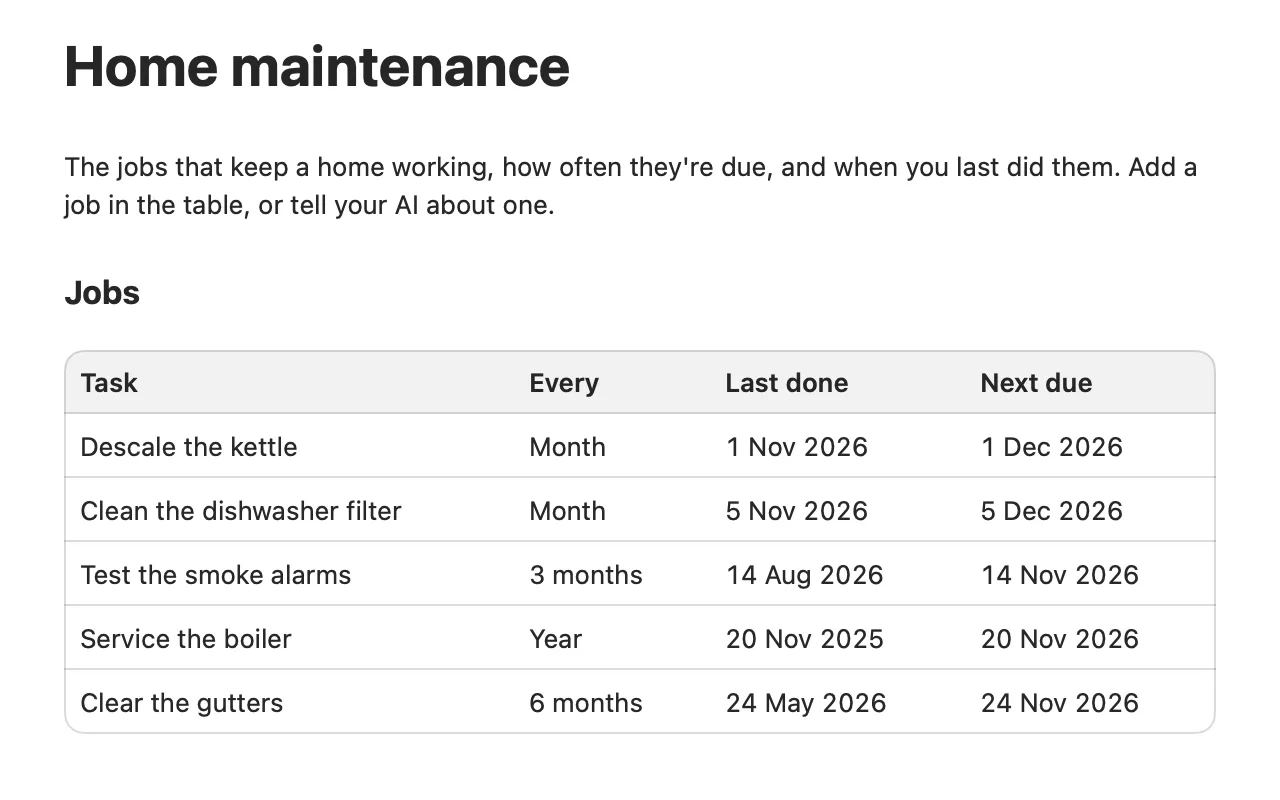 Home maintenance
The jobs that keep a home working, how often they're due, and when you last did them. Add a
job in the table, or tell your AI about one.
Jobs
Task Every Last done Next due
Descale the kettle Month 1 Nov 2026 1 Dec 2026
Clean the dishwasher filter Month 5 Nov 2026 5 Dec 2026
Test the smoke alarms 3 months 14 Aug 2026 14 Nov 2026
Service the boiler Year 20 Nov 2025 20 Nov 2026
Clear the gutters 6 months 24 May 2026 24 Nov 2026